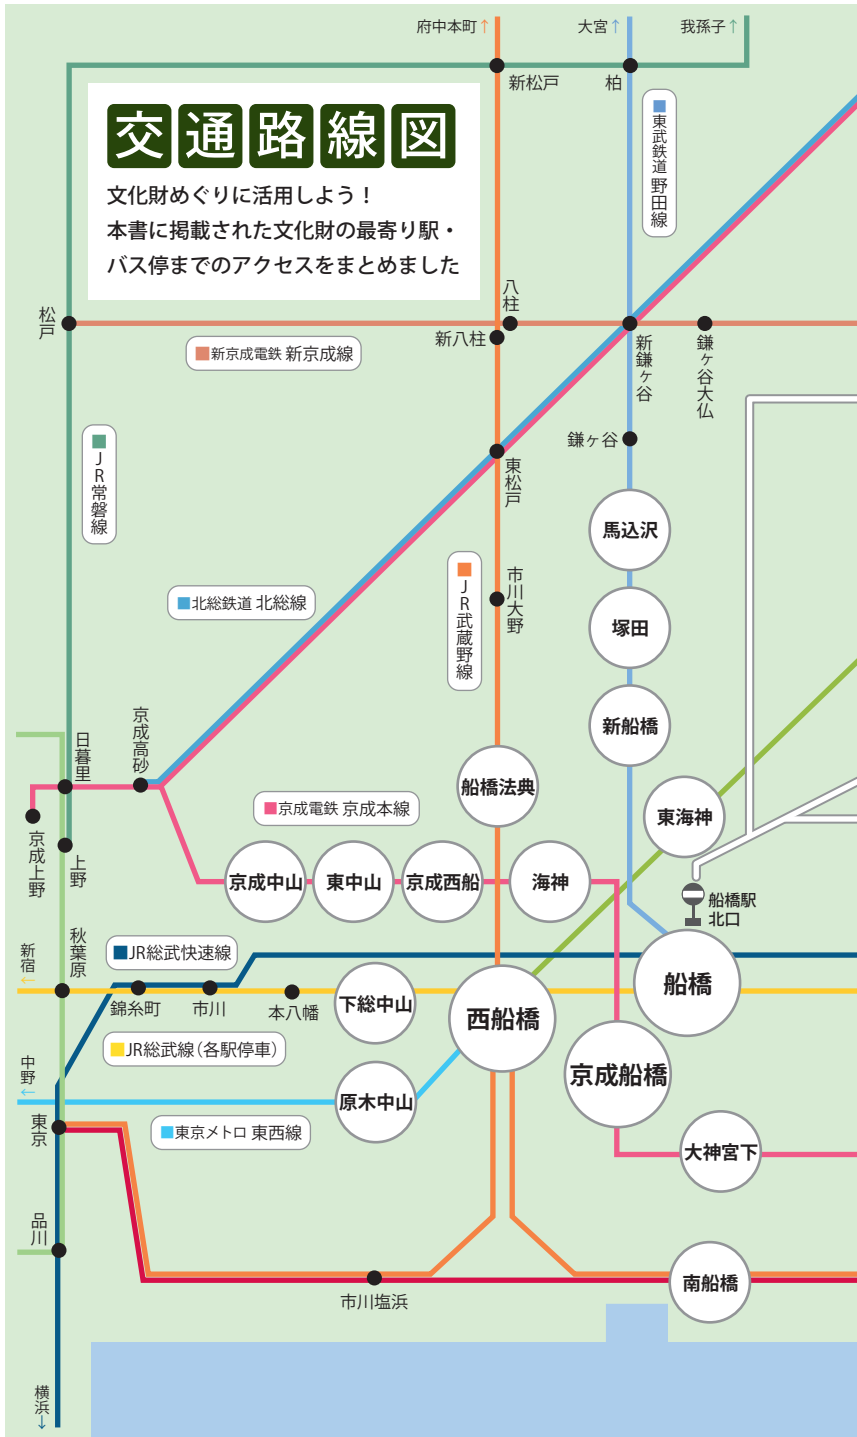 府中本町↑
大宮↑
我孫子↑
新松戸
柏
交通路線図
文化財めぐりに活用しよう！
本書に掲載された文化財の最寄り駅・
バス停までのアクセスをまとめました
東武鉄道 野田線
松戸
八柱
新八柱
新鎌ヶ谷
鎌ヶ谷大仏
新京成電鉄 新京成線
JR常磐線
鎌ヶ谷
東松戸
馬込沢
JR武蔵野線
市川大野
北総鉄道 北総線
塚田
新船橋
日暮里
京成高砂
船橋法典
京成電鉄 京成本線
東海神
京成上野
上野
京成中山
東中山
京成西船
海神
船橋駅
北口
新宿
←
秋葉原
JR総武快速線
錦糸町
市川
本八幡
下総中山
西船橋
船橋
JR総武線（各駅停車）
中野
←
原木中山
京成船橋
東京
東京メトロ 東西線
大神宮下
品川
市川塩浜
南船橋
横浜
↓